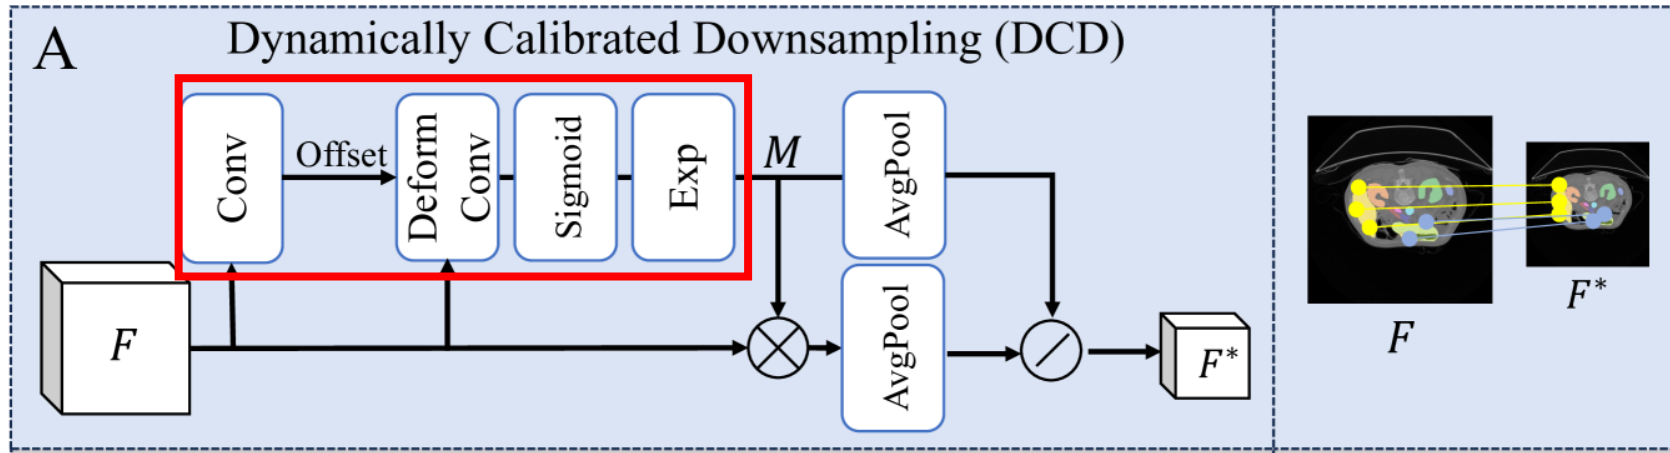 A
Dynamically Calibrated Downsampling (DCD)
Conv
Offset
Deform
Conv
Sigmoid
Exp
M
AvgPool
F
AvgPool
F*
F
F*